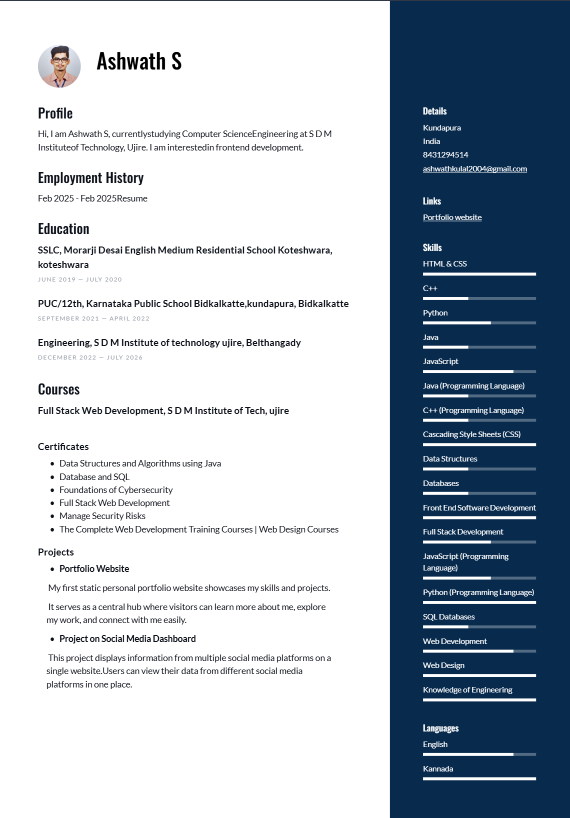 Ashwath S
Profile
Hi, I am Ashwath S, currentlystudying Computer ScienceEngineering at S D M
Instituteof Technology, Ujire. I am interestedin frontend development.
Employment History
Feb 2025 - Feb 2025Resume
Education
SSLC, Morarji Desai English Medium Residential School Koteshwara,
koteshwara
JUNE 2019 — JULY 2020
PUC/12th, Karnataka Public School Bidkalkatte,kundapura, Bidkalkatte
SEPTEMBER 2021 — APRIL 2022
Engineering, S D M Institute of technology ujire, Belthangady
DECEMBER 2022 — JULY 2026
Courses
Full Stack Web Development, S D M Institute of Tech, ujire
Certificates
• Data Structures and Algorithms using Java
• Database and SQL
• Foundations of Cybersecurity
• Full Stack Web Development
• Manage Security Risks
• The Complete Web Development Training Courses | Web Design Courses
Projects
• Portfolio Website
My first static personal portfolio website showcases my skills and projects.
It serves as a central hub where visitors can learn more about me, explore
my work, and connect with me easily.
• Project on Social Media Dashboard
This project displays information from multiple social media platforms on a
single website.Users can view their data from different social media
platforms in one place.
Details
Kundapura
India
8431294514
ashwathkulal2004@gmail.com
Links
Portfolio website
Skills
HTML & CSS
C++
Python
Java
JavaScript
Java (Programming Language)
C++ (Programming Language)
Cascading Style Sheets (CSS)
Data Structures
Databases
Front End Software Development
Full Stack Development
JavaScript (Programming
Language)
Python (Programming Language)
SQL Databases
Web Development
Web Design
Knowledge of Engineering
Languages
English
Kannada